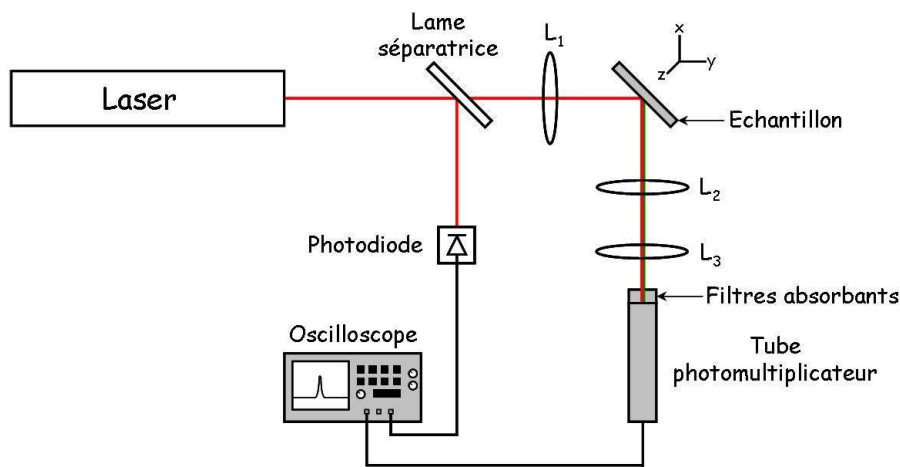 Lame
séparatrice
L1
x
y
z
Laser
Echantillon
L2
Photodiode
L3
Filtres absorbants
Oscilloscope
Tube
photomultiplicateur